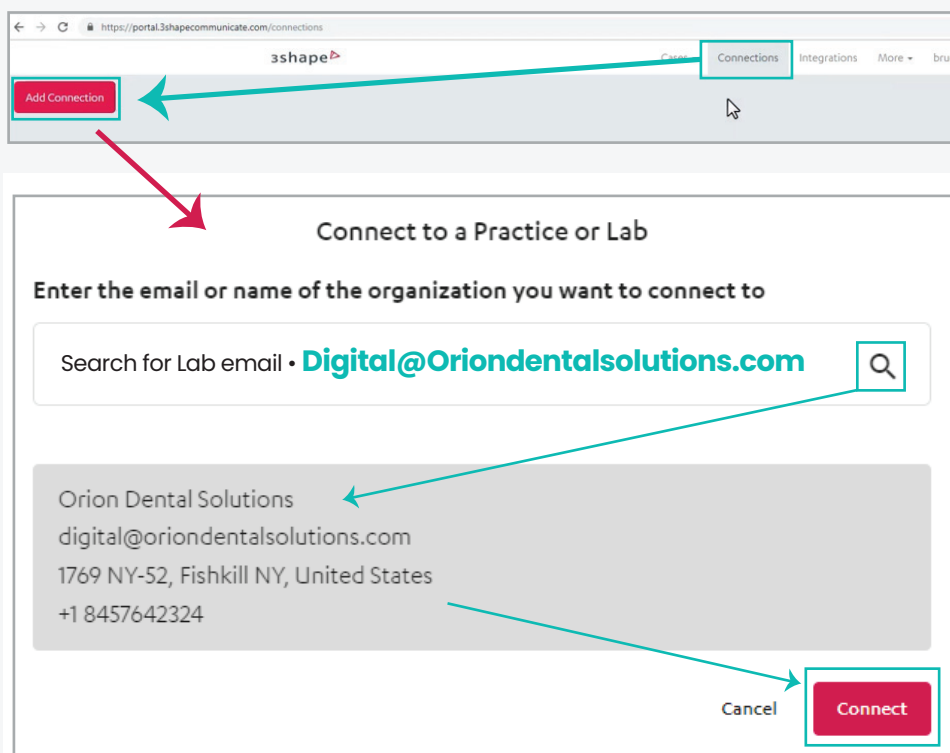 https://portal.3shapecommunicate.com/connections
3shape
Cases Connections Integrations More bru
Add Connection
Connect to a Practice or Lab
Enter the email or name of the organization you want to connect to
Search for Lab email • Digital@Oriondentalsolutions.com
Orion Dental Solutions
digital@oriondentalsolutions.com
1769 NY-52, Fishkill NY, United States
+1 8457642324
Cancel Connect